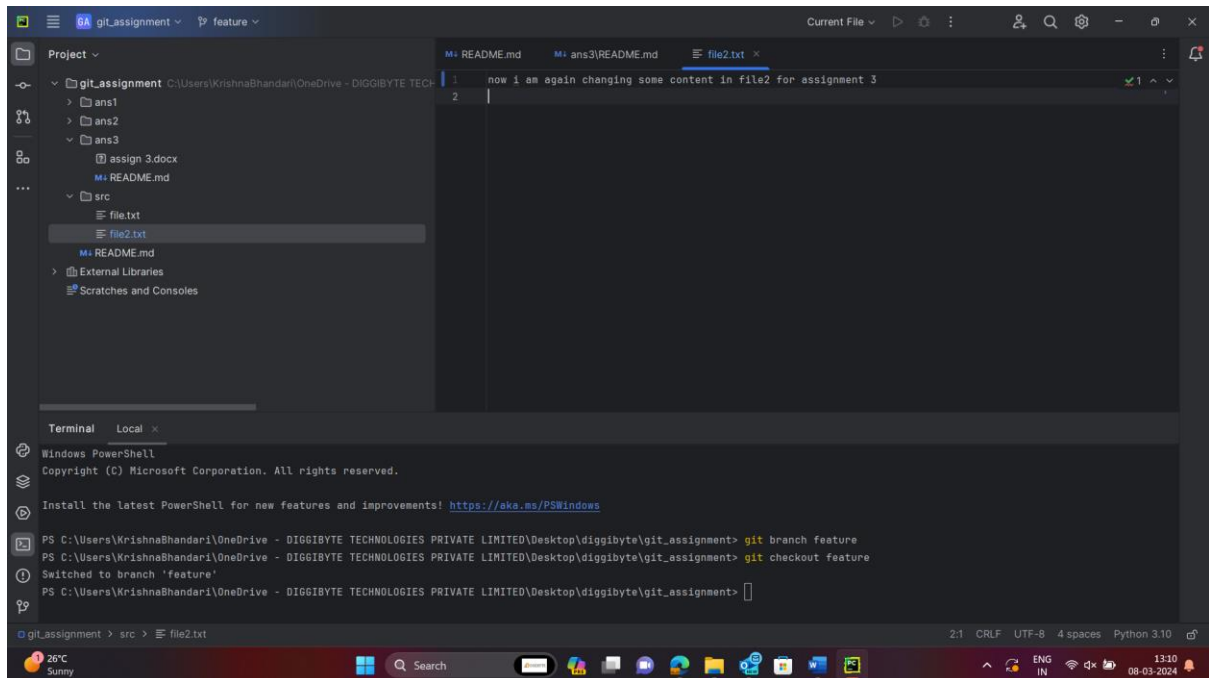 GA git_assignment feature Current File
Project
README.md ans3\README.md file2.txt
git_assignment C:\Users\KrishnaBhandari\OneDrive - DIGGIBYTE TECH
1 now i am again changing some content in file2 for assignment 3 1
ans1
2
ans2
ans3
assign 3.docx
README.md
src
file.txt
file2.txt
README.md
External Libraries
Scratches and Consoles
Terminal Local
Windows PowerShell
Copyright (C) Microsoft Corporation. All rights reserved.
Install the latest PowerShell for new features and improvements! https://aka.ms/PSWindows
PS C:\Users\KrishnaBhandari\OneDrive - DIGGIBYTE TECHNOLOGIES PRIVATE LIMITED\Desktop\diggibyte\git_assignment> git branch feature
PS C:\Users\KrishnaBhandari\OneDrive - DIGGIBYTE TECHNOLOGIES PRIVATE LIMITED\Desktop\diggibyte\git_assignment> git checkout feature
Switched to branch 'feature'
PS C:\Users\KrishnaBhandari\OneDrive - DIGGIBYTE TECHNOLOGIES PRIVATE LIMITED\Desktop\diggibyte\git_assignment>
git_assignment > src > file2.txt 2:1 CRLF UTF-8 4 spaces Python 3.10
1 26°C
Sunny
Search
ENG
IN
13:10
08-03-2024